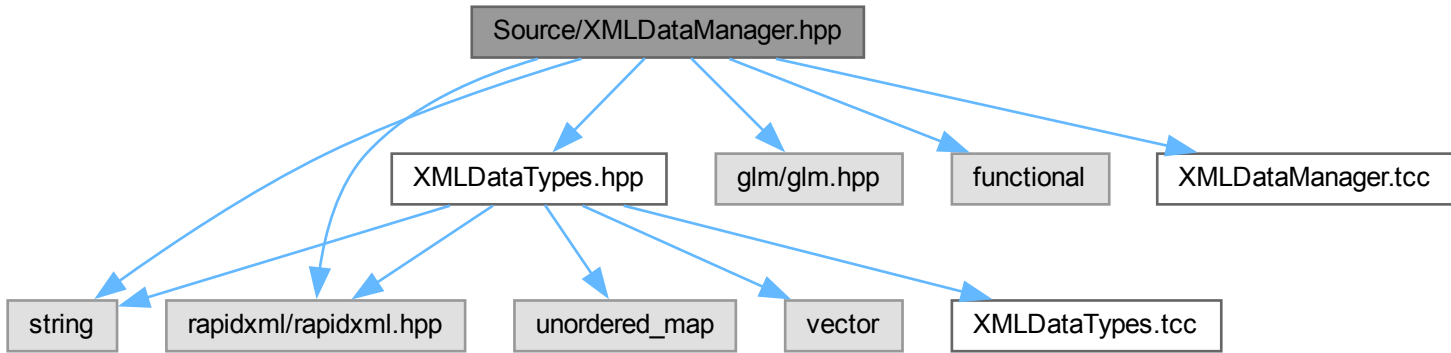 Source/XMLDataManager.hpp
XMLDataTypes.hpp
glm/glm.hpp
functional
XMLDataManager.tcc
string
rapidxml/rapidxml.hpp
unordered_map
vector
XMLDataTypes.tcc